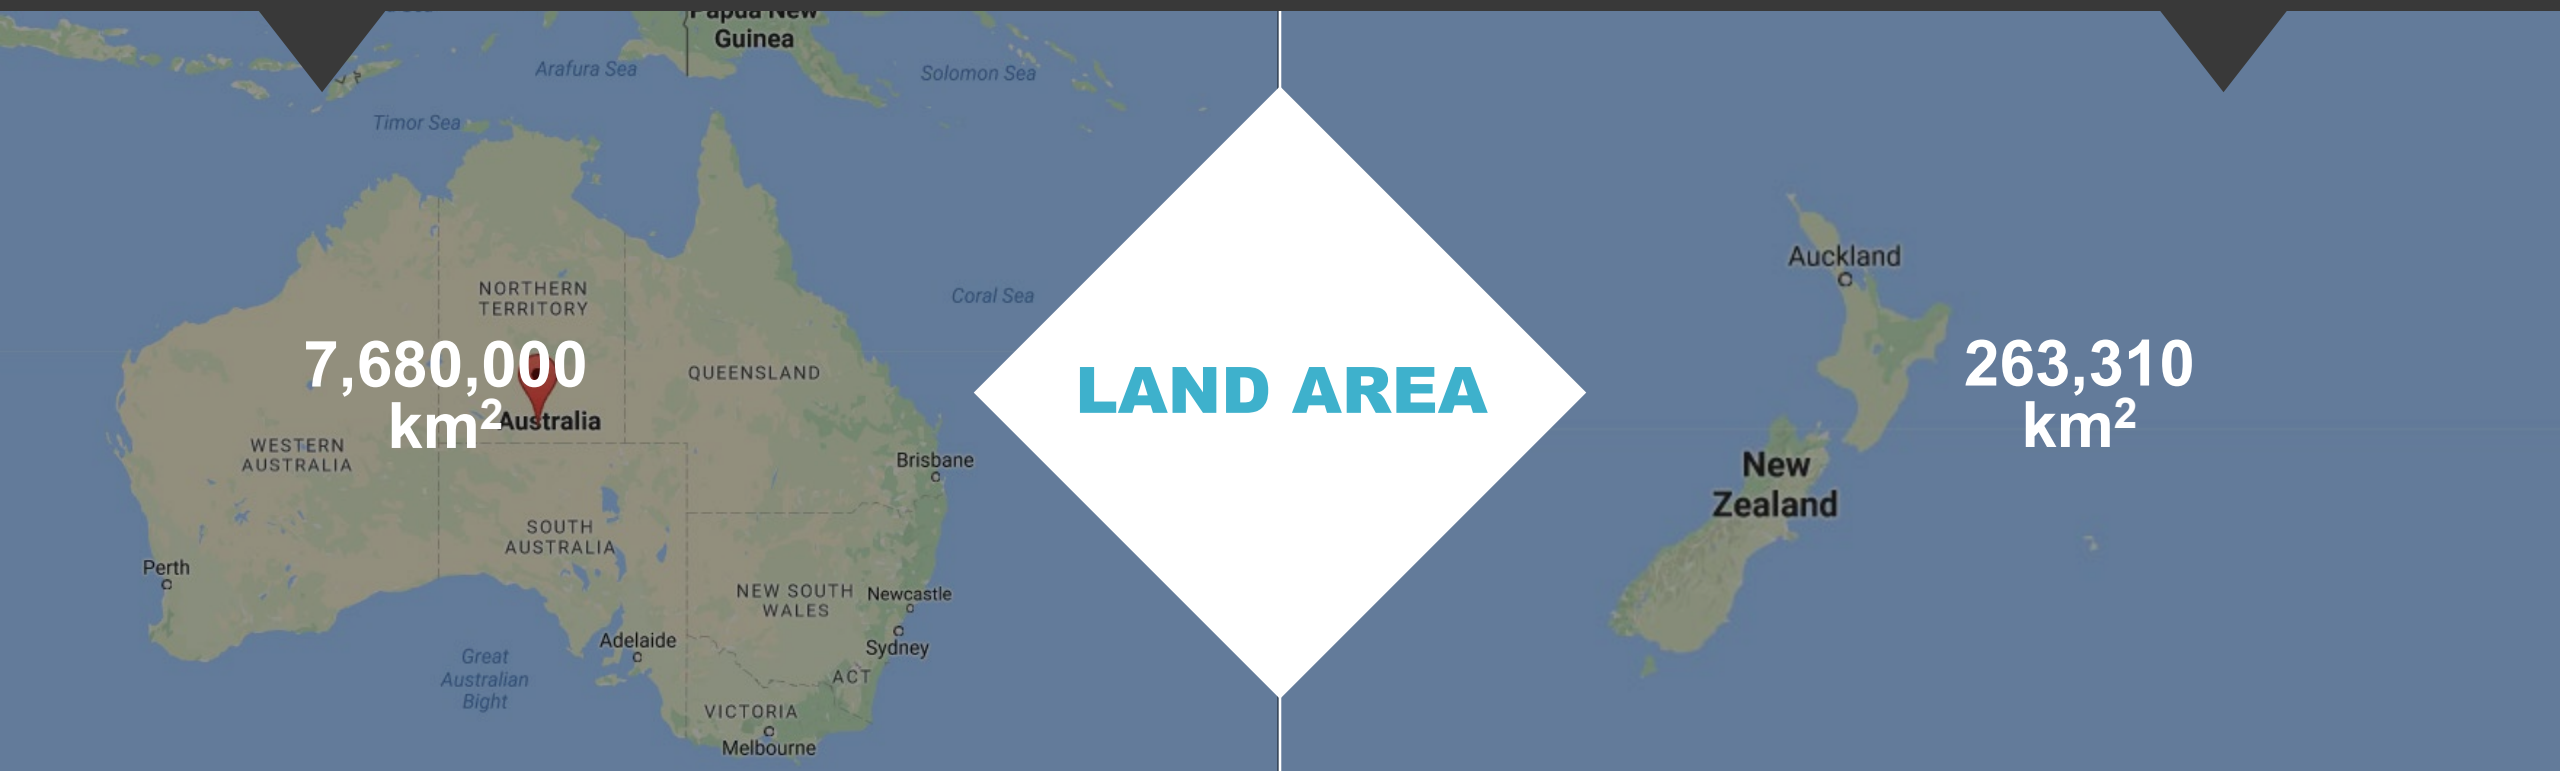 Papua New
Guinea
Arafura Sea
Solomon Sea
Timor Sea
Coral Sea
NORTHERN
TERRITORY
7,680,000
km²
Australia
QUEENSLAND
WESTERN
AUSTRALIA
Brisbane
SOUTH
AUSTRALIA
Perth
NEW SOUTH
WALES
Newcastle
Adelaide
Sydney
Great
Australian
Bight
ACT
VICTORIA
Melbourne
LAND AREA
Auckland
263,310
km²
New
Zealand